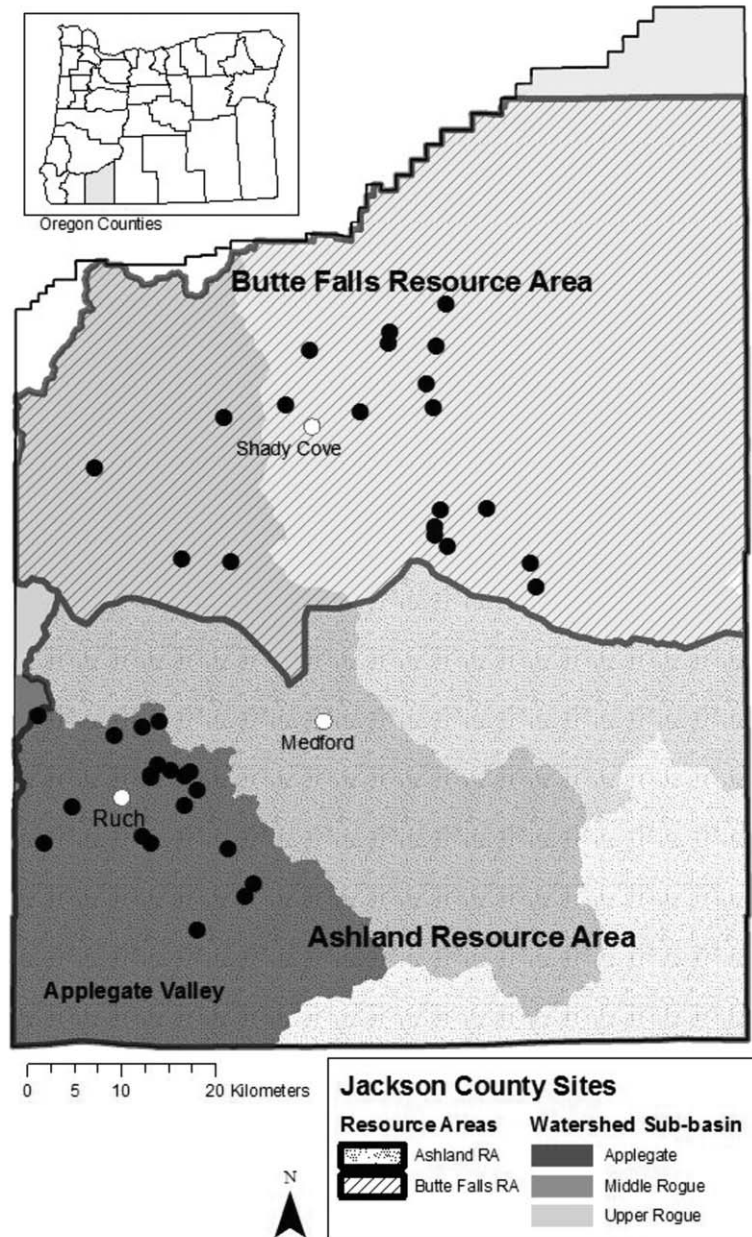 Oregon Counties
Butte Falls Resource Area
Shady Cove
Medford
Ruch
Ashland Resource Area
Applegate Valley
0 10 20 Kilometers
N
Jackson County Sites
Resource Areas Watershed Sub-basin
Ashland RA Applegate
Butte Falls RA Middle Rogue
Upper Rogue